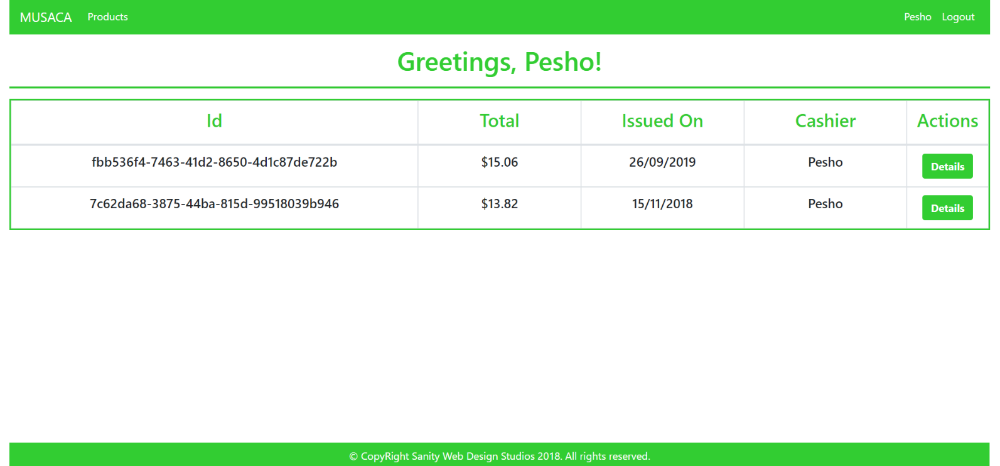 MUSACA Products Pesho Logout
Greetings, Pesho!
Id Total Issued On Cashier Actions
fbb536f4-7463-41d2-8650-4d1c87de722b $15.06 26/09/2019 Pesho Details
7c62da68-3875-44ba-815d-99518039b946 $13.82 15/11/2018 Pesho Details
© CopyRight Sanity Web Design Studios 2018. All rights reserved.